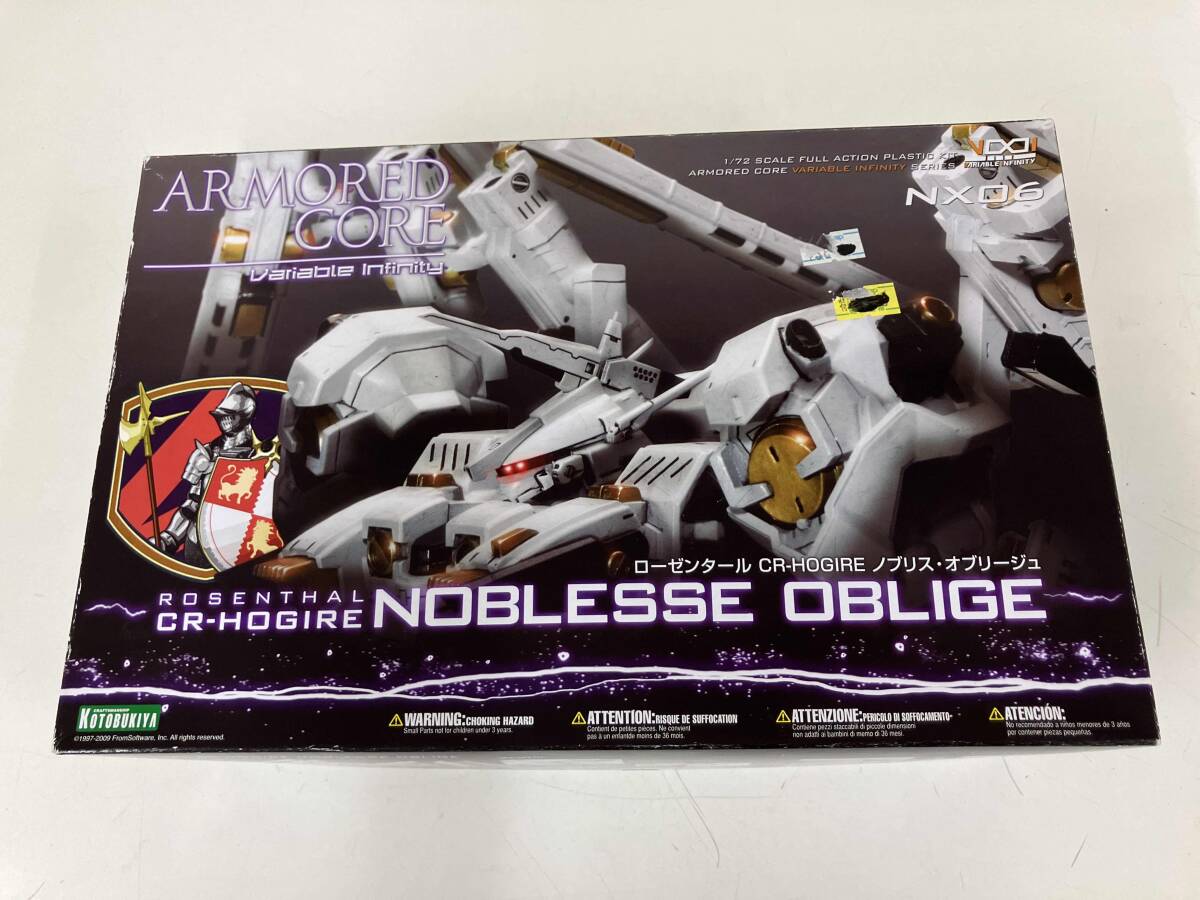 ARMORED
CORE
Variable Infinity
1/72 SCALE FULL ACTION PLASTIC KIT
ARMORED CORE VARIABLE INFINITY SERIES
VARIABLE INFINITY
NX06
ローゼンタール CR-HOGIRE ノブリス・オブリージュ
ROSENTHAL
CR-HOGIRE
NOBLESSE OBLIGE
CRAFTMANSHIP
KOTOBUKIYA
©1997-2009 FromSoftware, Inc. All rights reserved.
WARNING: CHOKING HAZARD
Small Parts not for children under 3 years.
ATTENTION: RISQUE DE SUFFOCATION
Contient de petites pièces. Ne convient
pas à un enfantde moins de 36 mois.
ATTENZIONE: PERICOLO DI SOFFOCAMENTO-
Contiene pezzi staccabili di piccole dimensioni
non adatti ai bambini di memo di 36 mesi.
ATENCIÓN:
No recomendado a niños menores de 3 años
por contener piezas pequeñas.